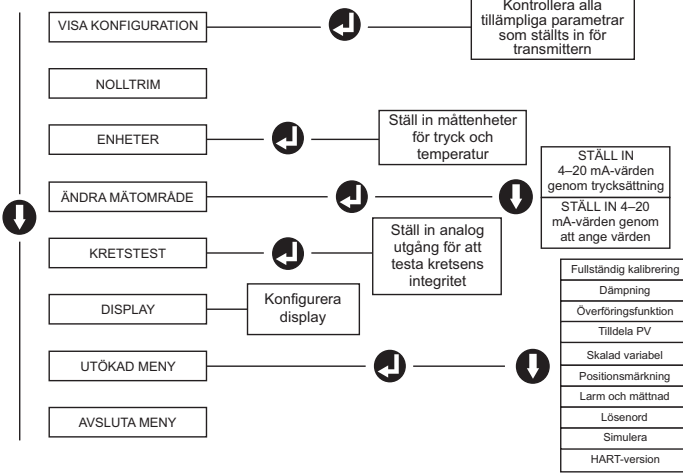 VISA KONFIGURATION
Kontrollera alla
tillämpliga parametrar
som ställts in för
transmittern
NOLLTRIM
ENHETER
Ställ in måttenheter
för tryck och
temperatur
ÄNDRA MÄTOMRÅDE
STÄLL IN
4–20 mA-värden
genom trycksättning
STÄLL IN 4–20
mA-värden genom
att ange värden
KRETSTEST
Ställ in analog
utgång för att
testa kretsens
integritet
DISPLAY
Konfigurera
display
UTÖKAD MENY
Fullständig kalibrering
Dämpning
Överföringsfunktion
Tilldela PV
Skalad variabel
Positionsmärkning
Larm och mättnad
Lösenord
Simulera
HART-version
AVSLUTA MENY